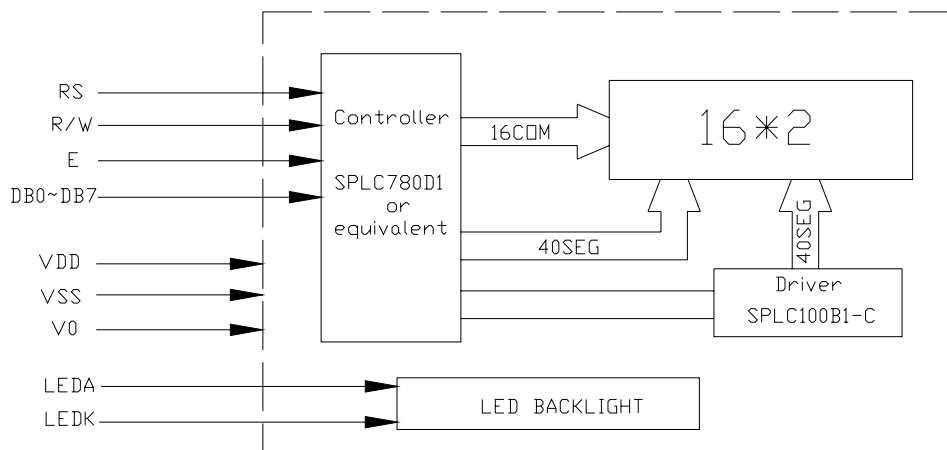 RS
R/W
E
DB0~DB7
VDD
VSS
V0
LEDA
LEDK
Controller
SPLC780D1
or
equivalent
16COM
16*2
40SEG
40SEG
Driver
SPLC100B1-C
LED BACKLIGHT